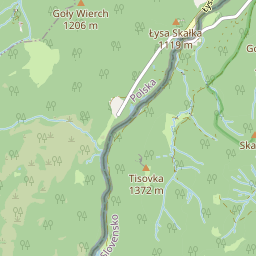 Goły Wierch
1206 m
Łysa Skałka
1119 m
Polska
Tisovka
1372 m
Slovensko